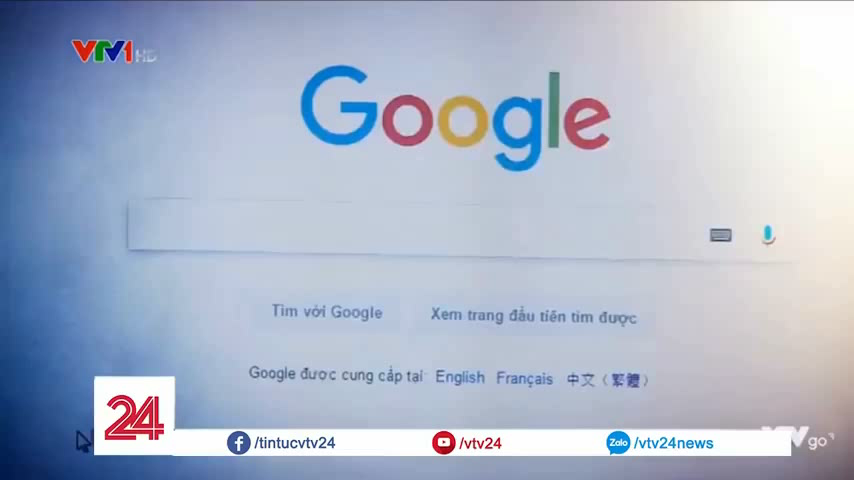 VTV1 HD
Google
Tìm với Google
Xem trang đầu tiên tìm được
Google được cung cấp tại: English Français 中文（繁體）
24
/tintucvtv24
/vtv24
Zalo /vtv24news
VTV go